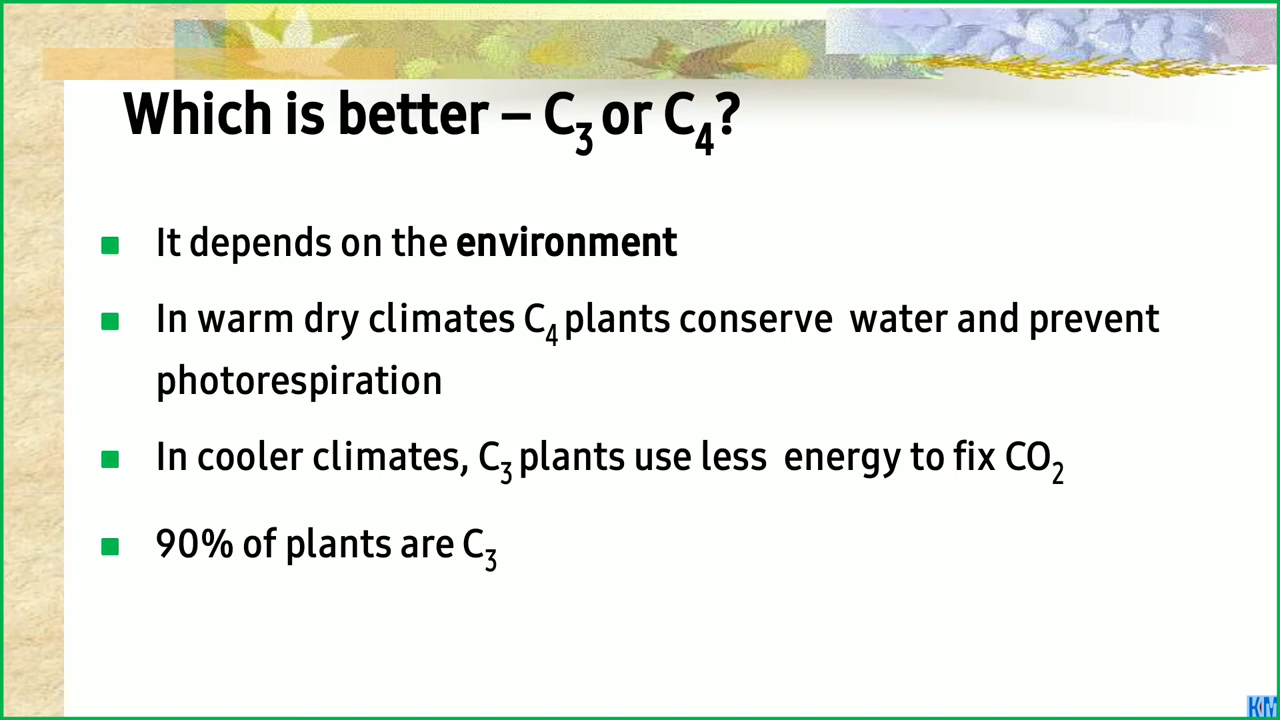 Which is better – C₃ or C₄?
It depends on the environment
In warm dry climates C₄ plants conserve water and prevent
photorespiration
In cooler climates, C₃ plants use less energy to fix CO₂
90% of plants are C₃
KIM